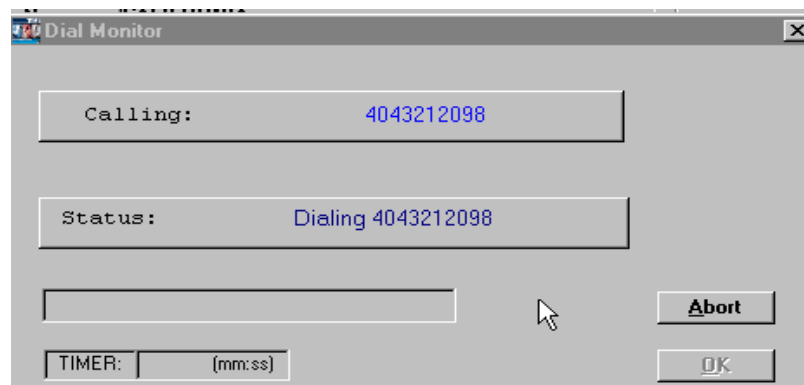 Dial Monitor
Calling: 4043212098
Status: Dialing 4043212098
Abort
TIMER: (mm:ss)
OK